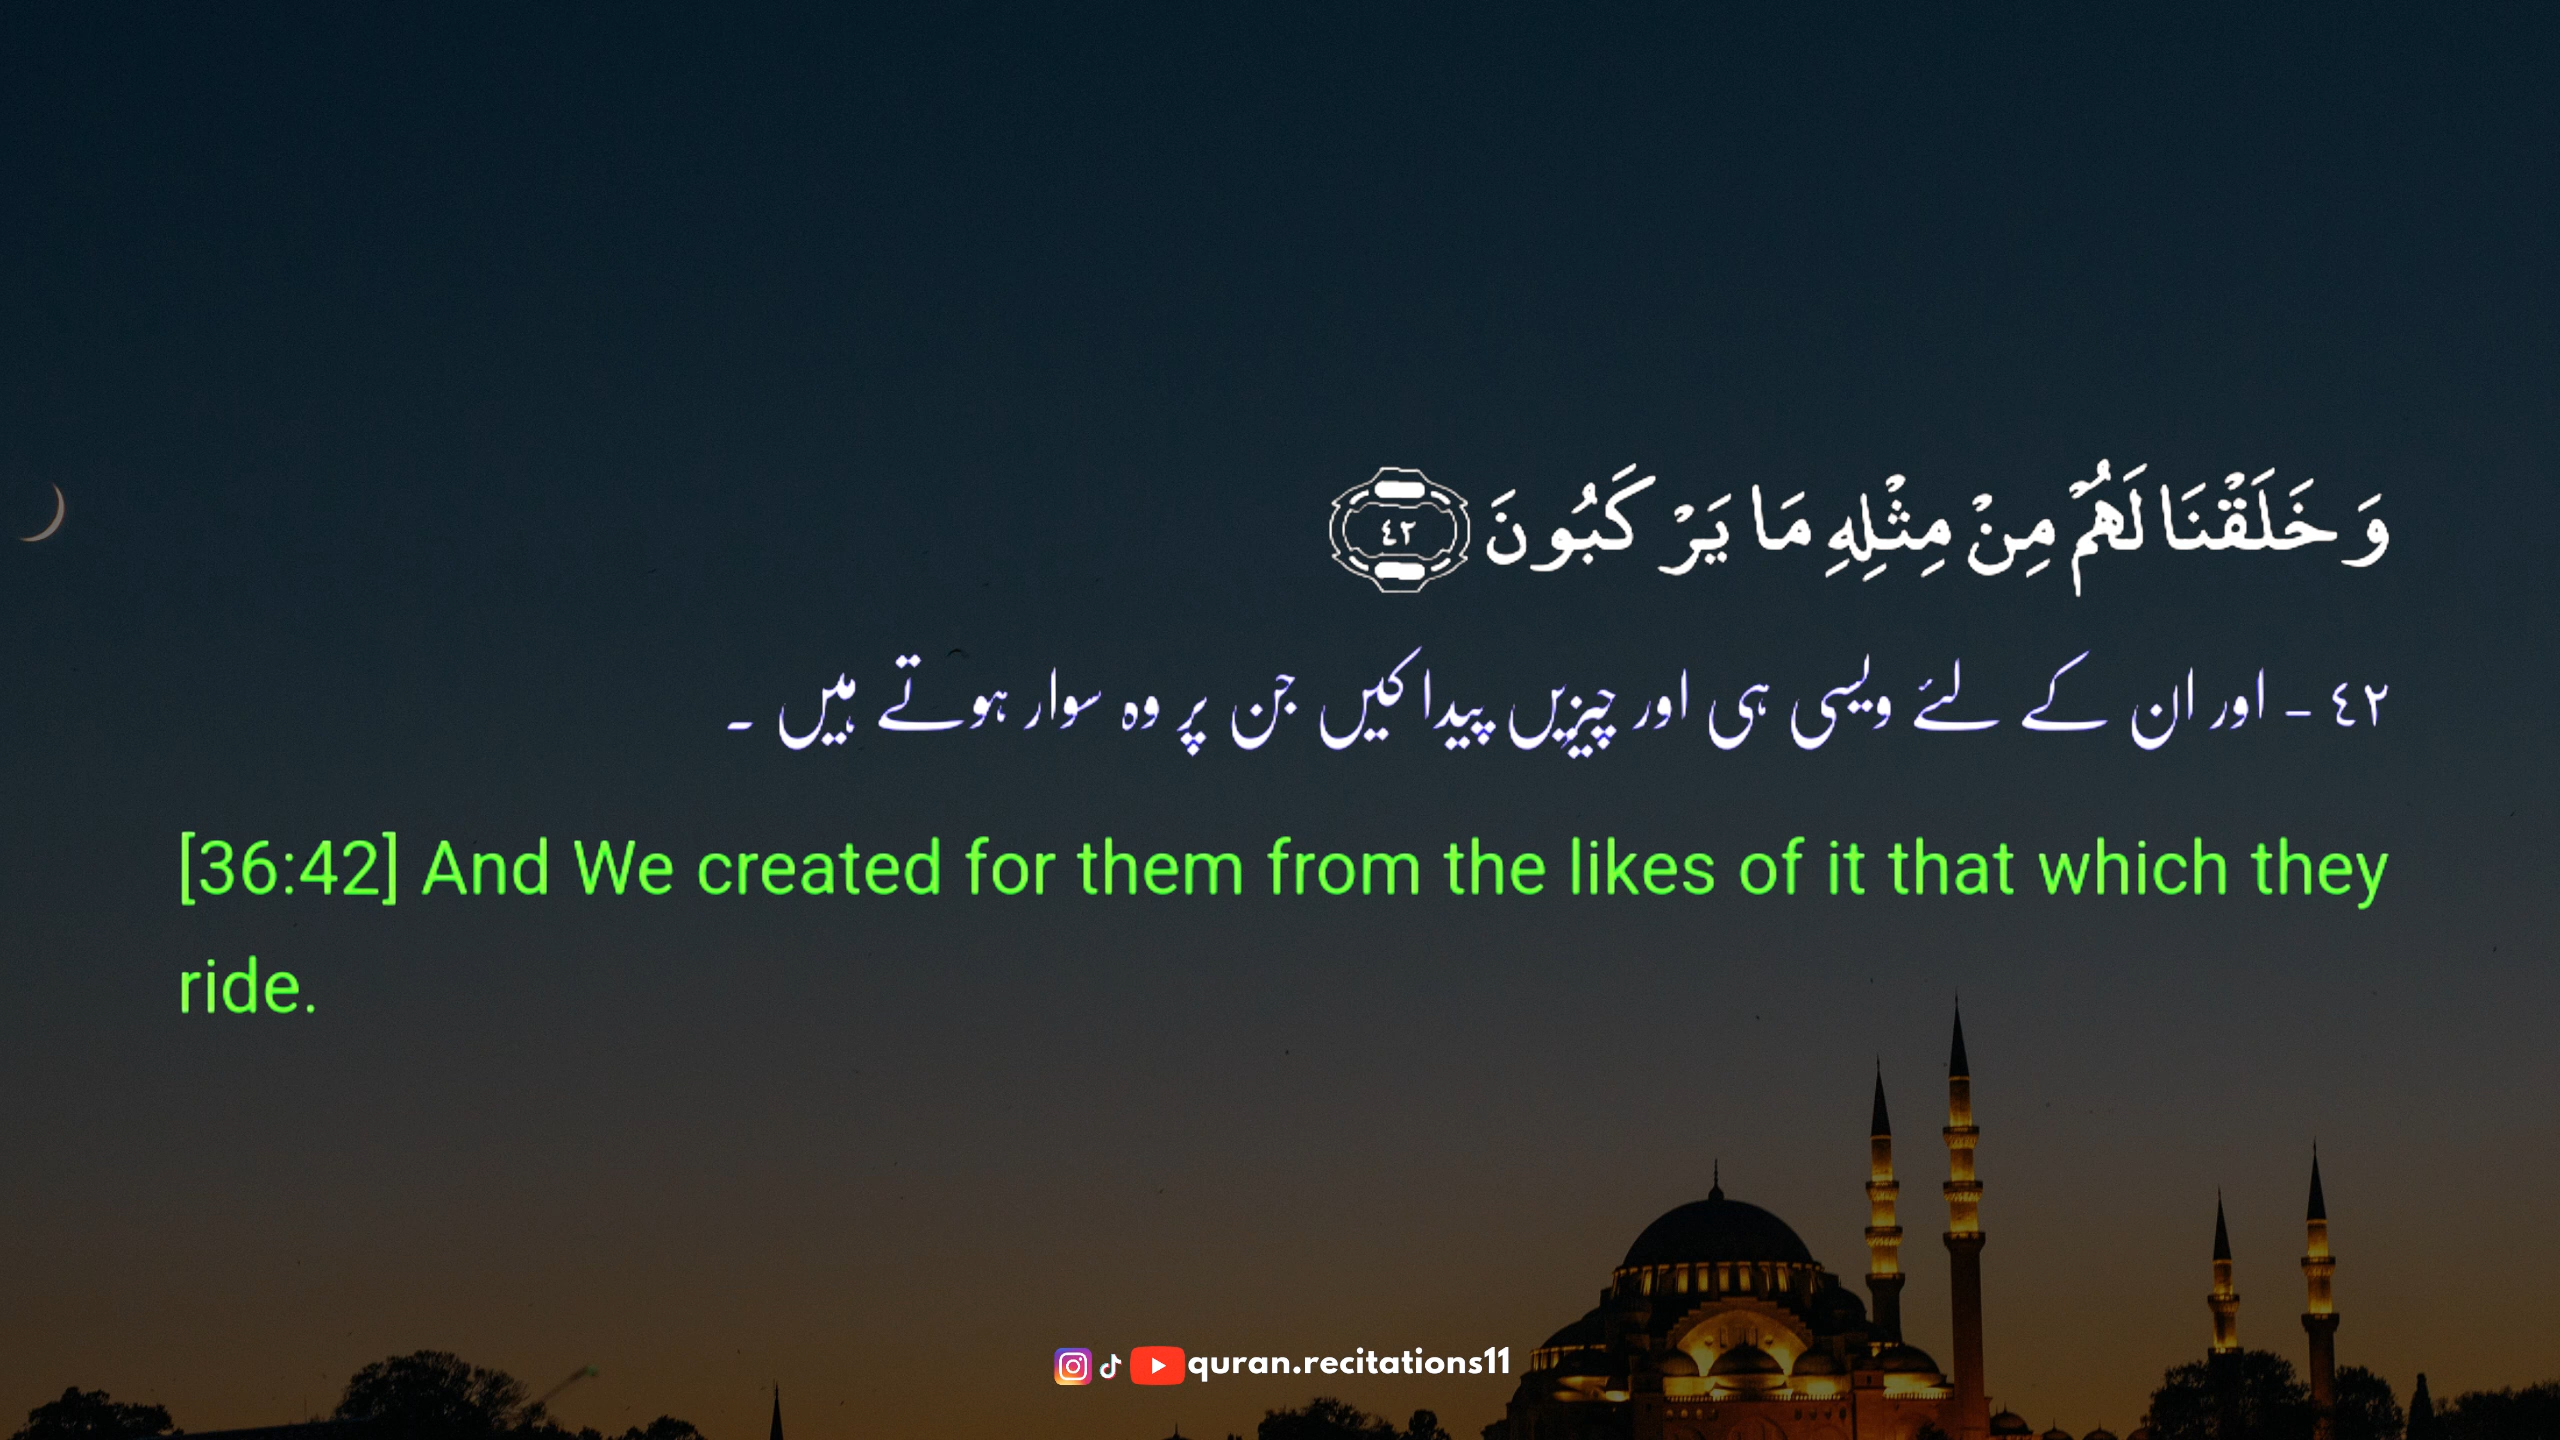 وَ خَلَقْنَا لَهُمْ مِنْ مِثْلِهِ مَا يَرْكَبُونَ ٤٢
٤٢ - اور ان کے لئے ویسی ہی اور چیزیں پیدا کیں جن پر وہ سوار ہوتے ہیں ۔
[36:42] And We created for them from the likes of it that which they
ride.
quran.recitations11